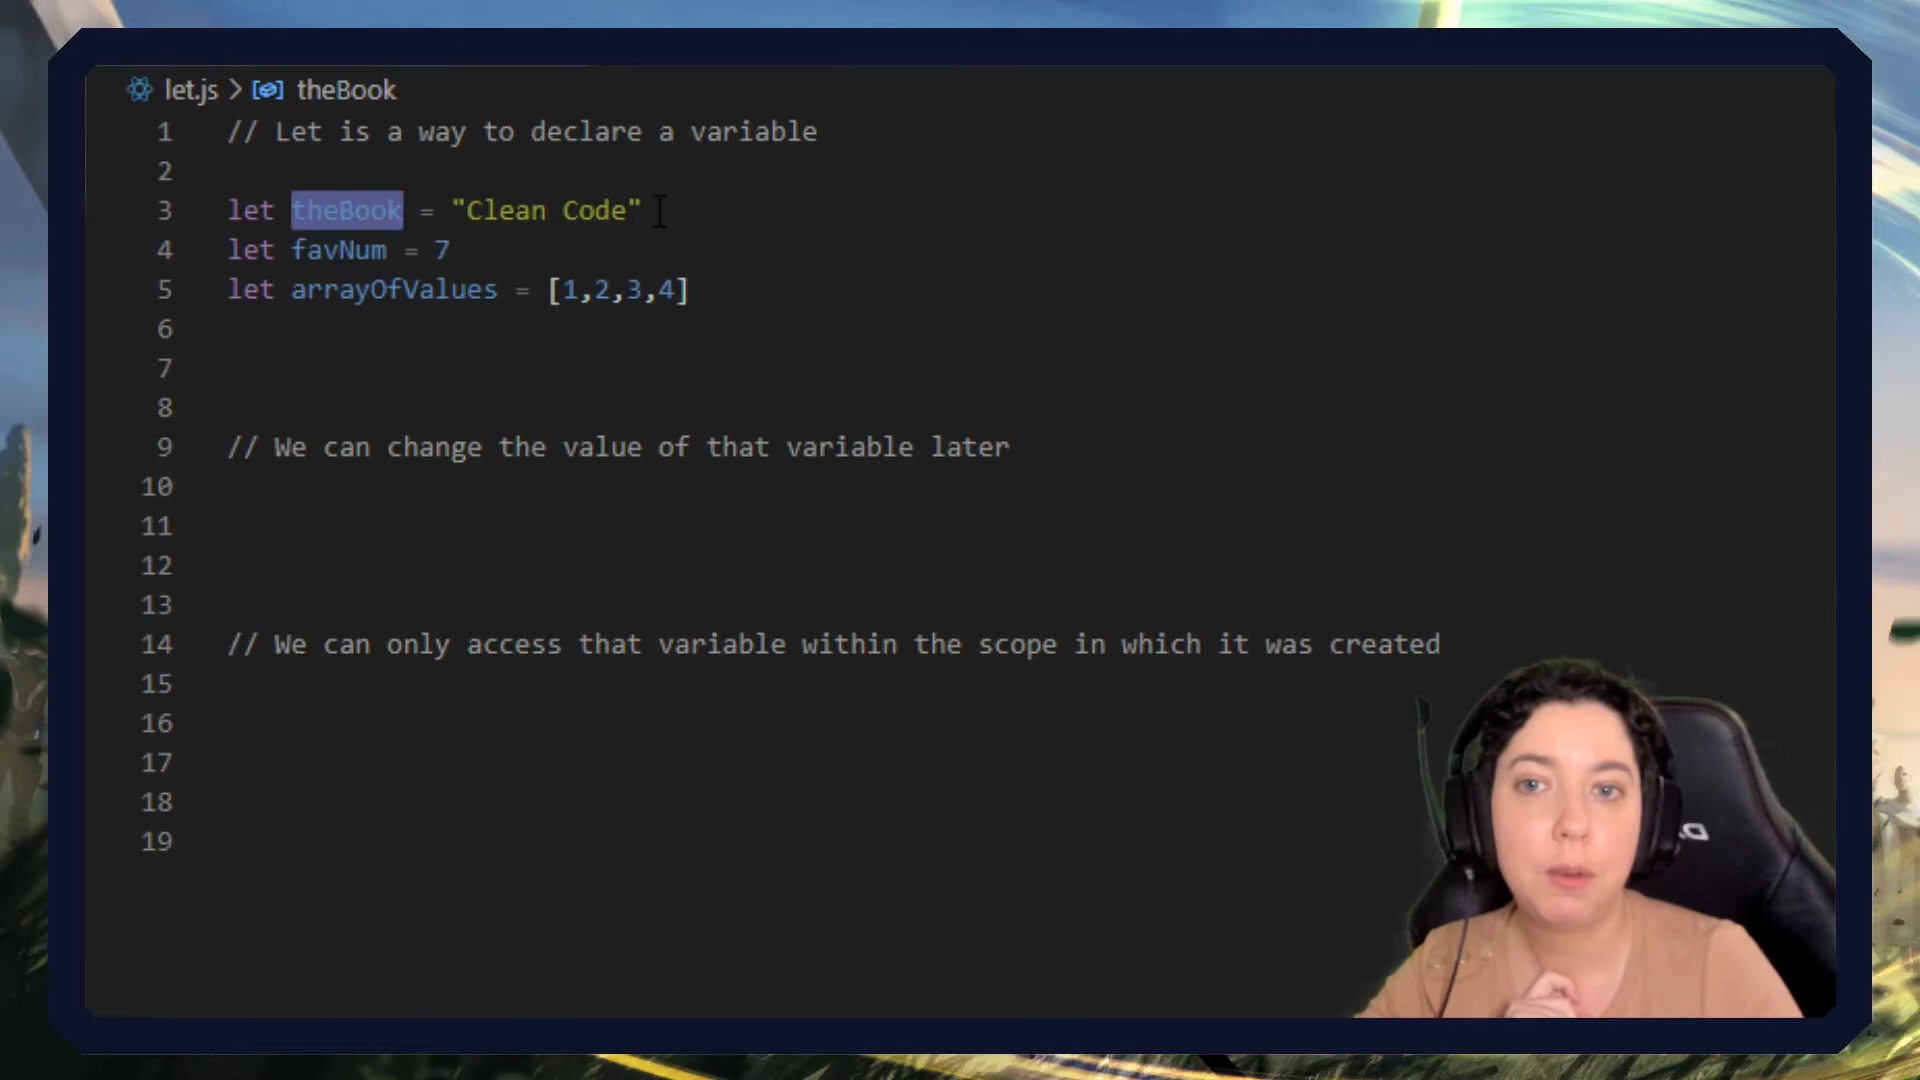 let.js > theBook
1 // Let is a way to declare a variable
2
3 let theBook = "Clean Code"
4 let favNum = 7
5 let arrayOfValues = [1,2,3,4]
6
7
8
9 // We can change the value of that variable later
10
11
12
13
14 // We can only access that variable within the scope in which it was created
15
16
17
18
19